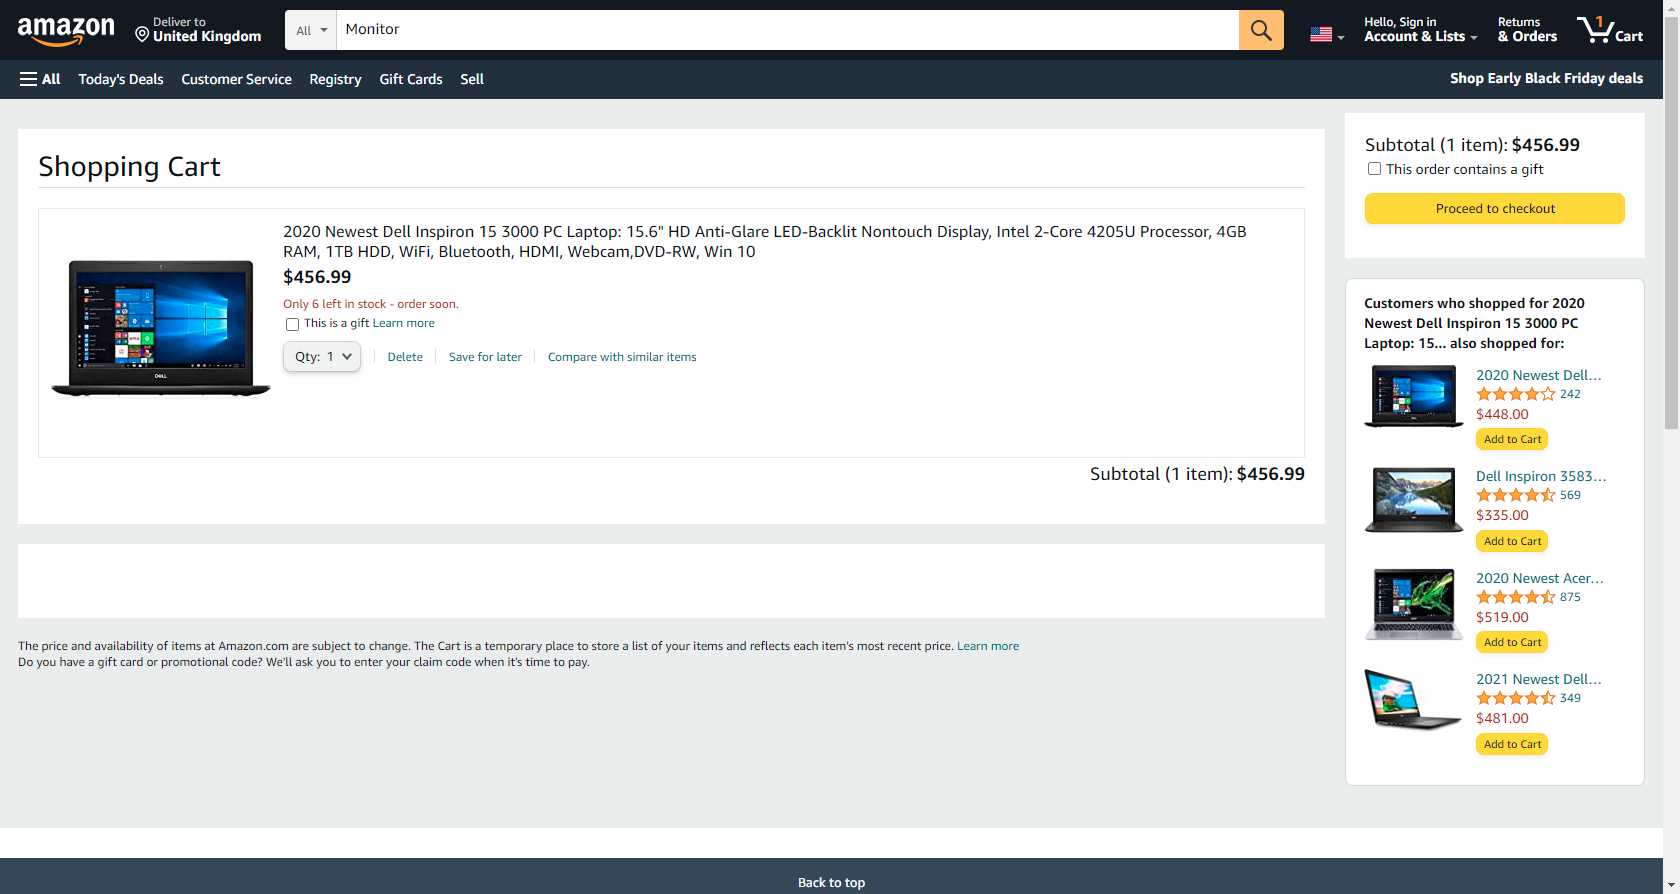 amazon
Deliver to
United Kingdom
All
Monitor
Hello, Sign in
Account & Lists
Returns
& Orders
1
Cart
All
Today's Deals
Customer Service
Registry
Gift Cards
Sell
Shop Early Black Friday deals
Shopping Cart
2020 Newest Dell Inspiron 15 3000 PC Laptop: 15.6" HD Anti-Glare LED-Backlit Nontouch Display, Intel 2-Core 4205U Processor, 4GB
RAM, 1TB HDD, WiFi, Bluetooth, HDMI, Webcam,DVD-RW, Win 10
$456.99
Only 6 left in stock - order soon.
This is a gift Learn more
Qty: 1
Delete
Save for later
Compare with similar items
DELL
Subtotal (1 item): $456.99
The price and availability of items at Amazon.com are subject to change. The Cart is a temporary place to store a list of your items and reflects each item's most recent price. Learn more
Do you have a gift card or promotional code? We'll ask you to enter your claim code when it's time to pay.
Subtotal (1 item): $456.99
This order contains a gift
Proceed to checkout
Customers who shopped for 2020
Newest Dell Inspiron 15 3000 PC
Laptop: 15... also shopped for:
2020 Newest Dell...
242
$448.00
Add to Cart
Dell Inspiron 3583...
569
$335.00
Add to Cart
2020 Newest Acer...
875
$519.00
Add to Cart
2021 Newest Dell...
349
$481.00
Add to Cart
Back to top